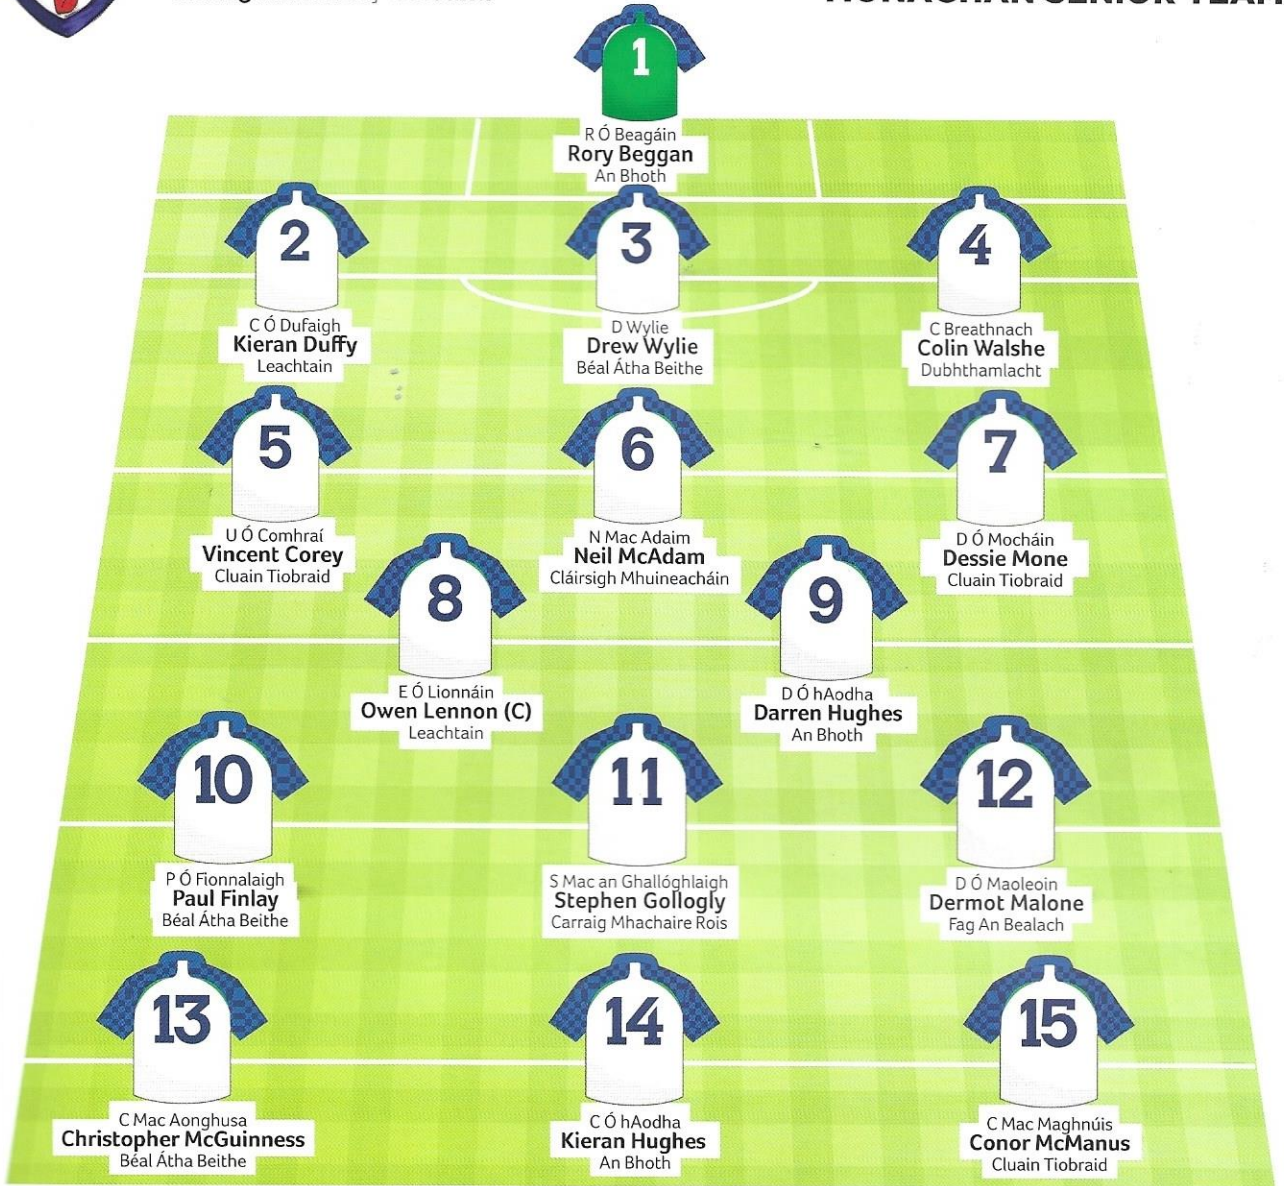 MONAGHAN SENIOR TEAM
1
R Ó Beagáin
Rory Beggan
An Bhoth
2
C Ó Dufaigh
Kieran Duffy
Leachtain
3
D Wylie
Drew Wylie
Béal Átha Beithe
4
C Breathnach
Colin Walshe
Dubhthamlacht
5
U Ó Comhraí
Vincent Corey
Cluain Tiobraid
6
N Mac Adaim
Neil McAdam
Cláirsigh Mhuineacháin
7
D Ó Mocháin
Dessie Mone
Cluain Tiobraid
8
E Ó Lionnáin
Owen Lennon (C)
Leachtain
9
D Ó hAodha
Darren Hughes
An Bhoth
10
P Ó Fionnalaigh
Paul Finlay
Béal Átha Beithe
11
S Mac an Ghallóghlaigh
Stephen Gollogly
Carraig Mhachaire Rois
12
D Ó Maoleoin
Dermot Malone
Fag An Bealach
13
C Mac Aonghusa
Christopher McGuinness
Béal Átha Beithe
14
C Ó hAodha
Kieran Hughes
An Bhoth
15
C Mac Maghnúis
Conor McManus
Cluain Tiobraid